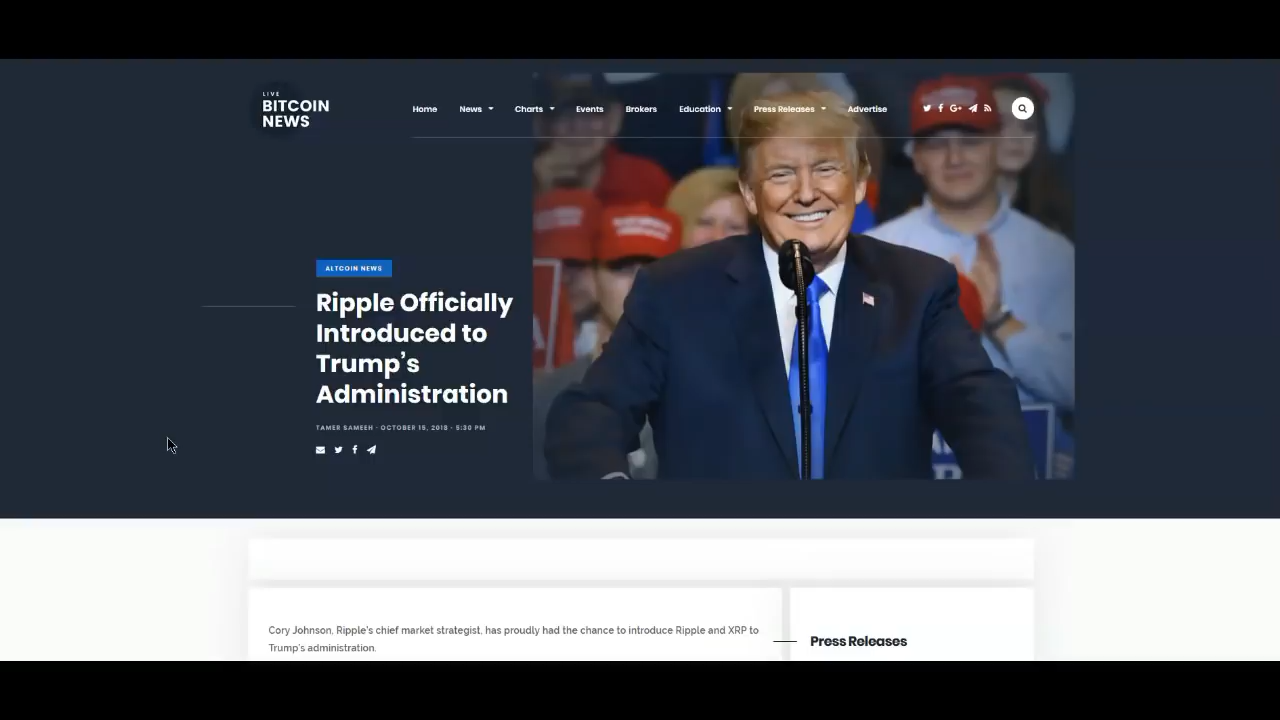 LIVE
BITCOIN
NEWS
Home News Charts Events Brokers Education Press Releases Advertise
ALTCOIN NEWS
Ripple Officially
Introduced to
Trump's
Administration
TAMER SAMEEH · OCTOBER 15, 2018 · 5:30 PM
Cory Johnson, Ripple's chief market strategist, has proudly had the chance to introduce Ripple and XRP to
Trump's administration.
Press Releases